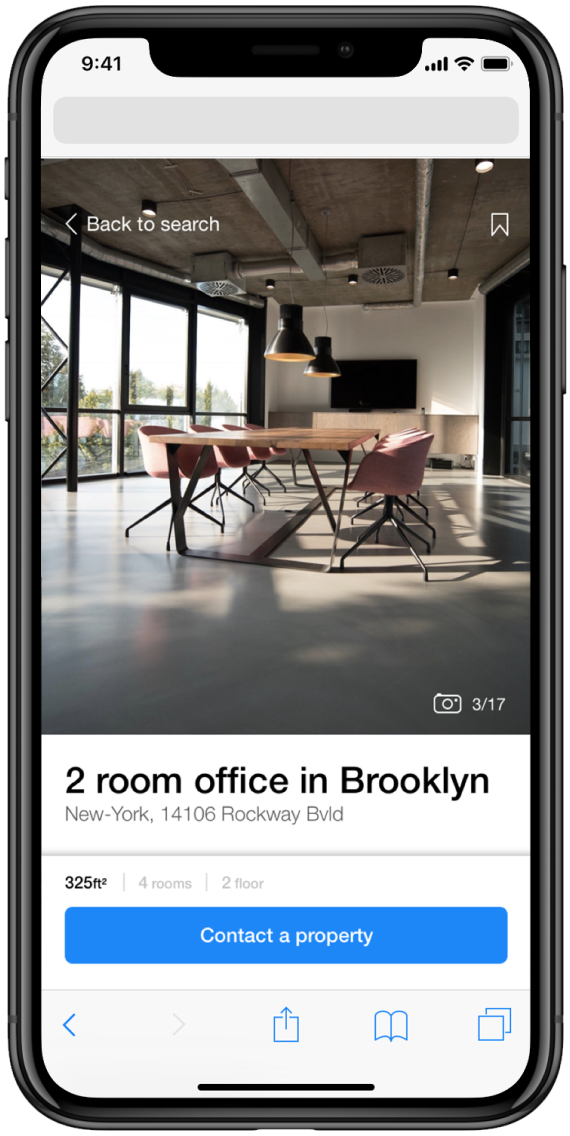 9:41
Back to search
3/17
2 room office in Brooklyn
New-York, 14106 Rockway Bvld
325ft² 4 rooms 2 floor
Contact a property